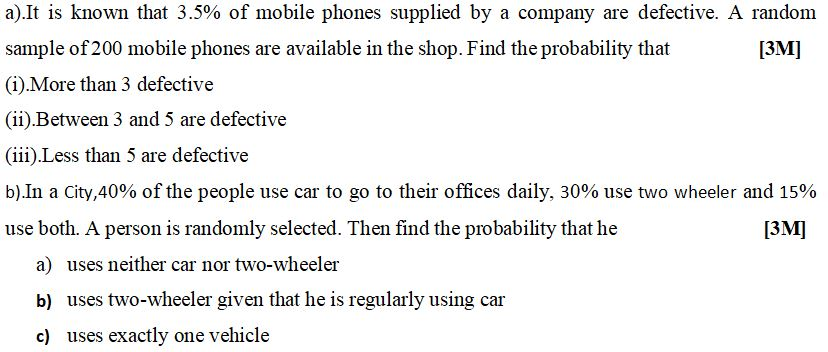 a).It is known that 3.5% of mobile phones supplied by a company are defective. A random
sample of 200 mobile phones are available in the shop. Find the probability that [3M]
(i).More than 3 defective
(ii).Between 3 and 5 are defective
(iii).Less than 5 are defective
b).In a City,40% of the people use car to go to their offices daily, 30% use two wheeler and 15%
use both. A person is randomly selected. Then find the probability that he [3M]
a) uses neither car nor two-wheeler
b) uses two-wheeler given that he is regularly using car
c) uses exactly one vehicle